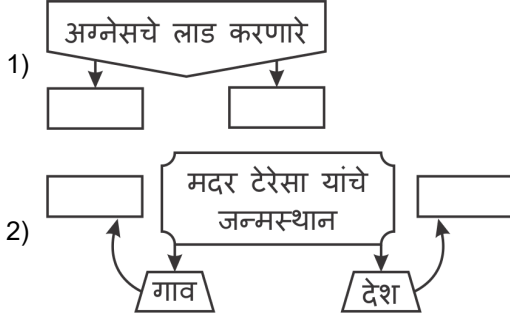 1)
अग्नेसचे लाड करणारे
2)
मदर टेरेसा यांचे
जन्मस्थान
गाव
देश